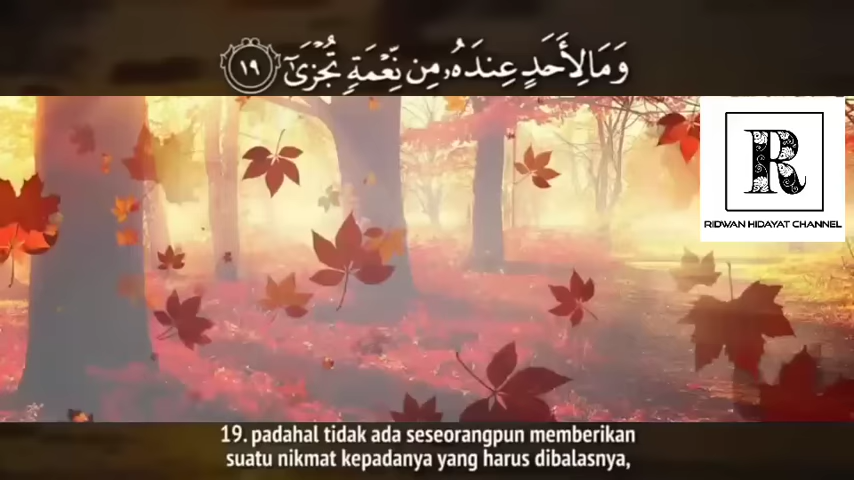 وَمَا لِأَحَدٍ عِندَهُۥ مِن نِّعْمَةٍ تُجْزَىٰٓ ١٩
R
RIDWAN HIDAYAT CHANNEL
19. padahal tidak ada seseorangpun memberikan
suatu nikmat kepadanya yang harus dibalasnya,